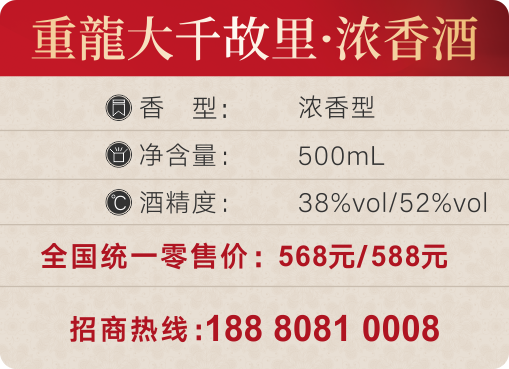 重龍大千故里·浓香酒
香 型： 浓香型
净含量： 500mL
酒精度： 38%vol/52%vol
全国统一零售价：568元/588元
招商热线:188 8081 0008